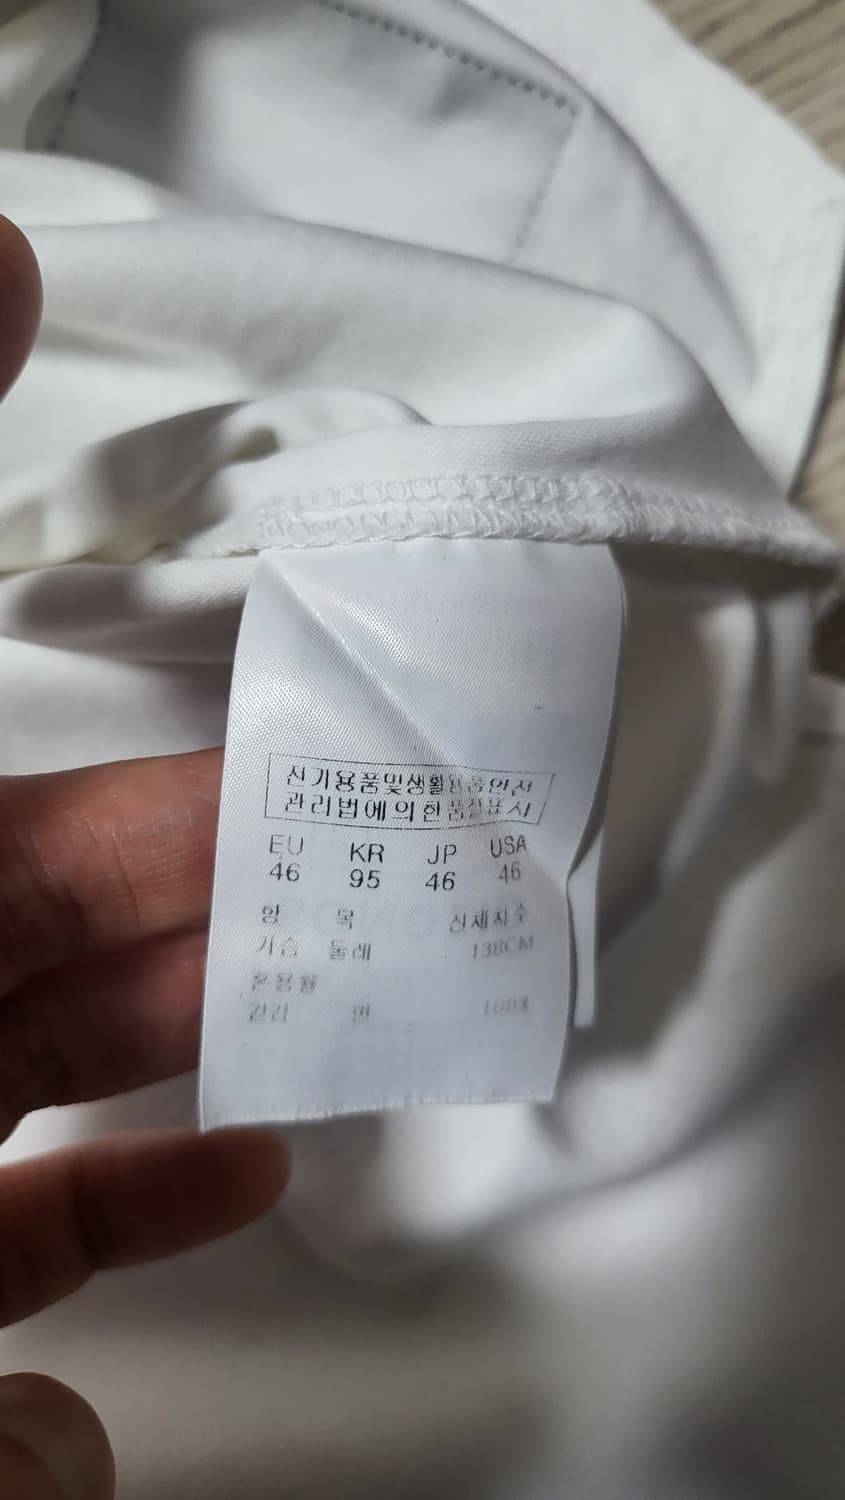 신기용품및생활용품안전
관리법에의한품질표시
EU KR JP USA
46 95 46 46
항 목 신체치수
가슴 둘레 138CM
혼용율
겉감 면 100%